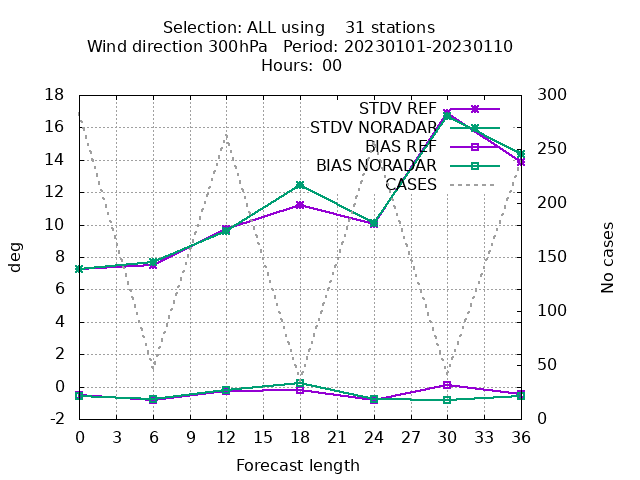 Selection: ALL using    31 stations
Wind direction 300hPa   Period: 20230101-20230110
Hours: 00
18
16
14
12
10
8
6
4
2
0
-2
deg
300
250
200
150
100
50
0
No cases
STDV REF
STDV NORADAR
BIAS REF
BIAS NORADAR
CASES
0 3 6 9 12 15 18 21 24 27 30 33 36
Forecast length